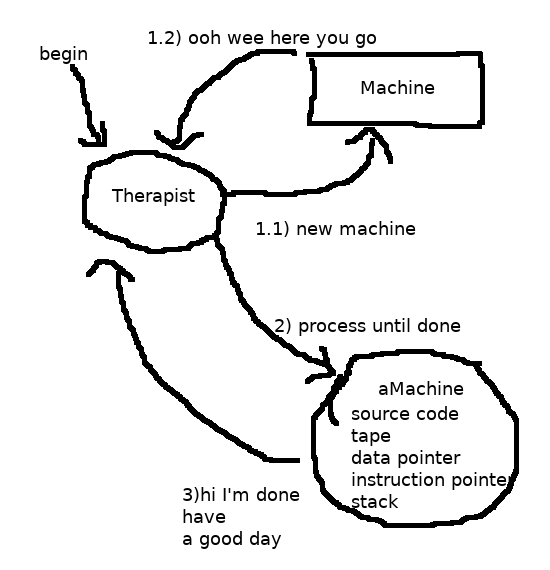 1.2) ooh wee here you go
begin
Machine
Therapist
1.1) new machine
2) process until done
aMachine
source code
tape
data pointer
instruction pointer
stack
3)hi I'm done
have
a good day